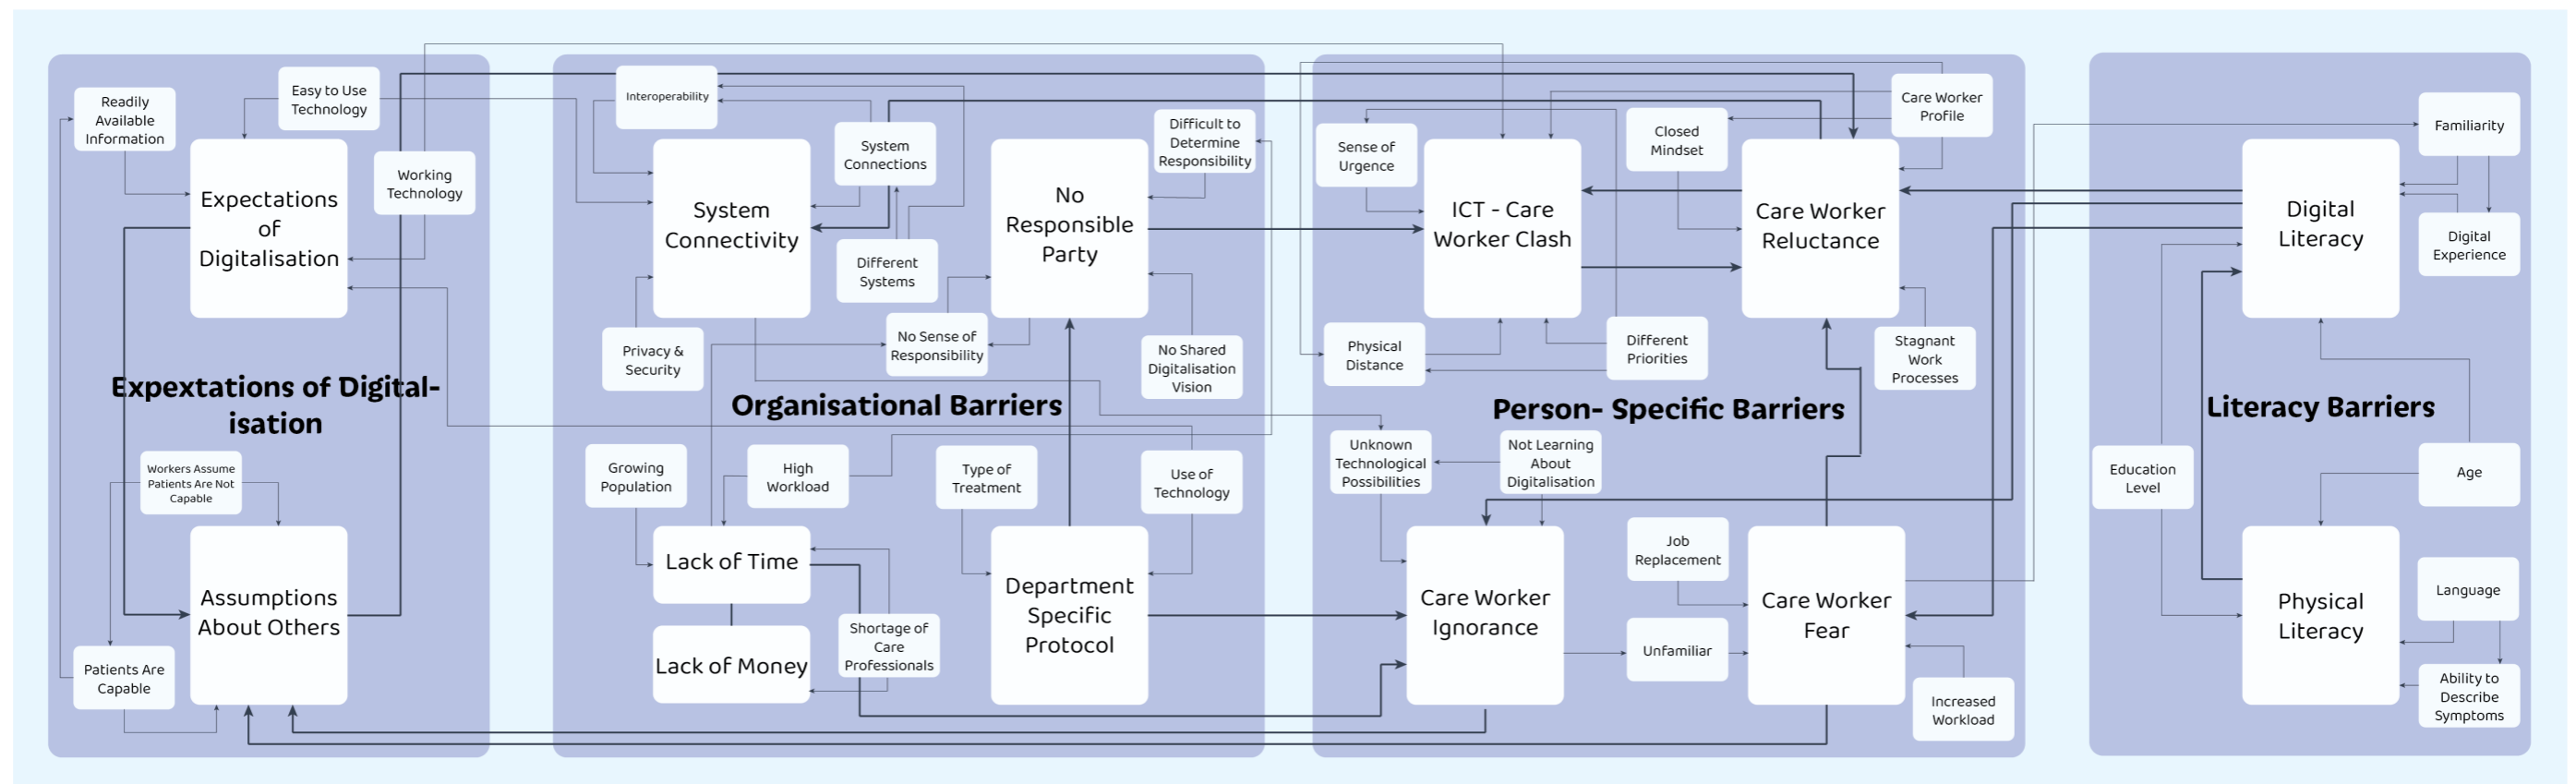 Readily
Available
Information
Easy to Use
Technology
Working
Technology
Expectations
of
Digitalisation
Expextations of Digital-
isation
Workers Assume
Patients Are Not
Capable
Assumptions
About Others
Patients Are
Capable
Interoperability
System
Connections
System
Connectivity
Different
Systems
Privacy &
Security
No
Responsible
Party
Difficult to
Determine
Responsibility
No Sense of
Responsibility
No Shared
Digitalisation
Vision
Organisational Barriers
Growing
Population
High
Workload
Type of
Treatment
Use of
Technology
Lack of Time
Lack of Money
Shortage of
Care
Professionals
Department
Specific
Protocol
Sense of
Urgence
ICT - Care
Worker Clash
Closed
Mindset
Care Worker
Profile
Care Worker
Reluctance
Physical
Distance
Different
Priorities
Stagnant
Work
Processes
Person- Specific Barriers
Unknown
Technological
Possibilities
Not Learning
About
Digitalisation
Care Worker
Ignorance
Job
Replacement
Unfamiliar
Care Worker
Fear
Increased
Workload
Familiarity
Digital
Literacy
Digital
Experience
Literacy Barriers
Education
Level
Age
Physical
Literacy
Language
Ability to
Describe
Symptoms